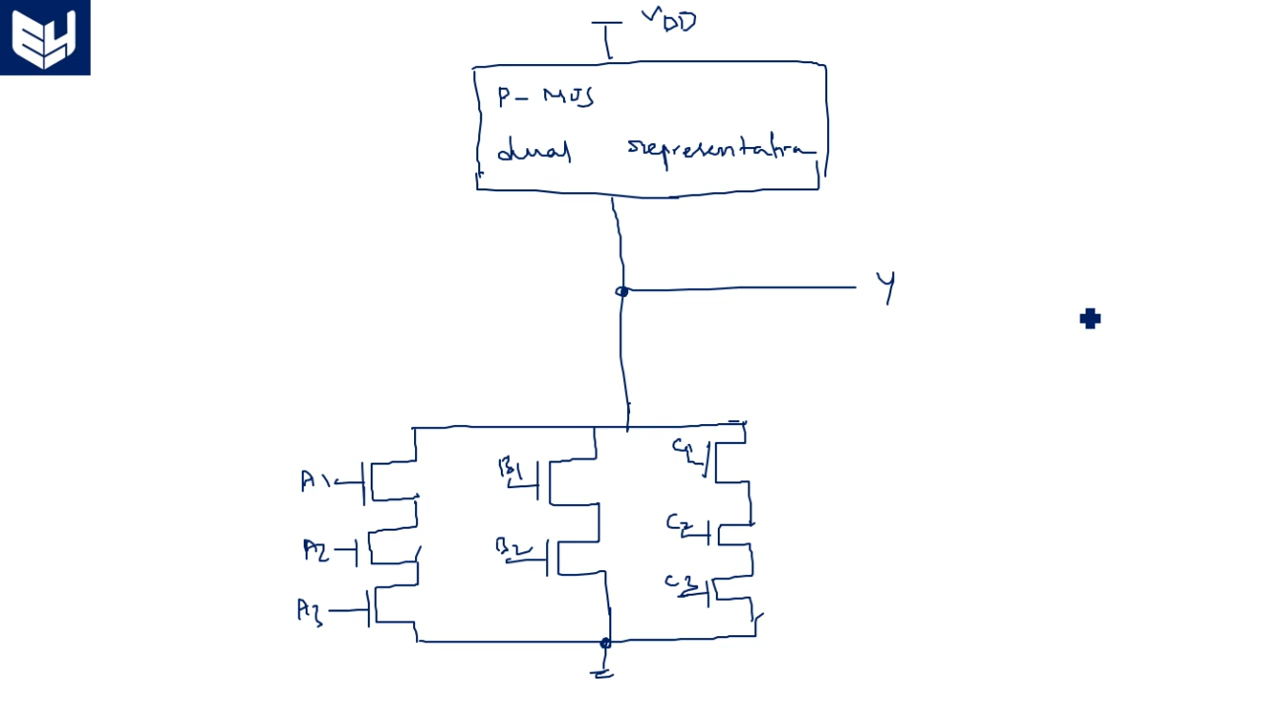 VDD
P- MOS
dual representation
Y
A1
B1
C1
A2
B2
C2
A3
C3